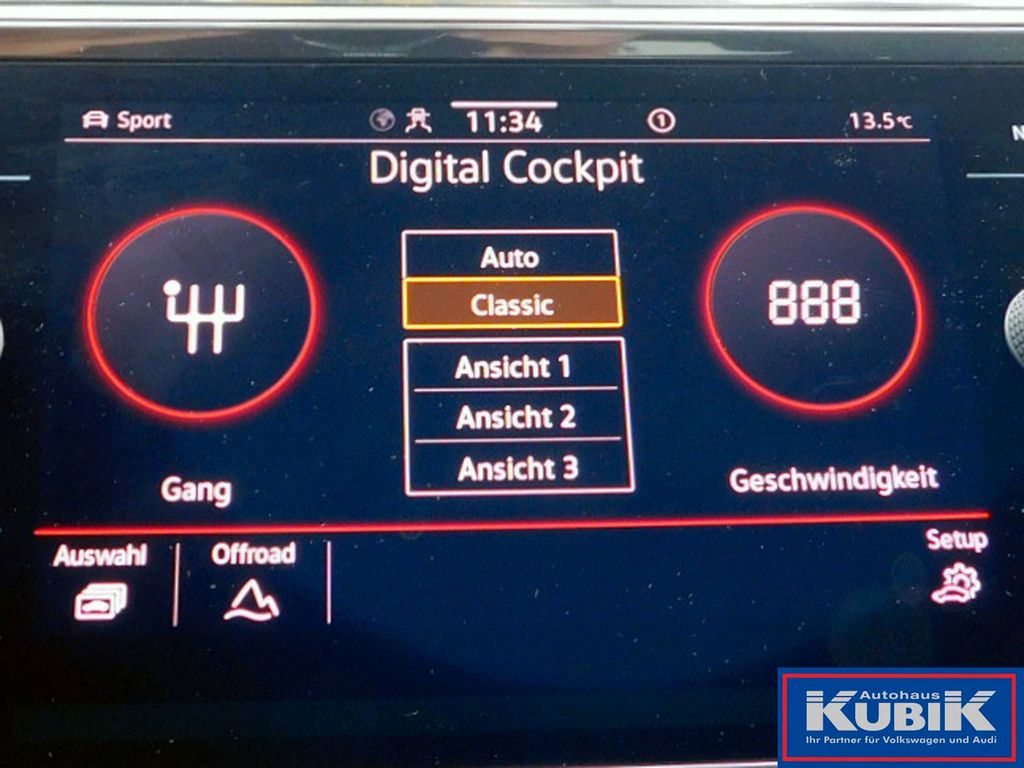 Sport
11:34
1
13.5°C
Digital Cockpit
Auto
Classic
888
Ansicht 1
Ansicht 2
Ansicht 3
Gang
Geschwindigkeit
Auswahl
Offroad
Setup
Autohaus
KUBIK
Ihr Partner für Volkswagen und Audi